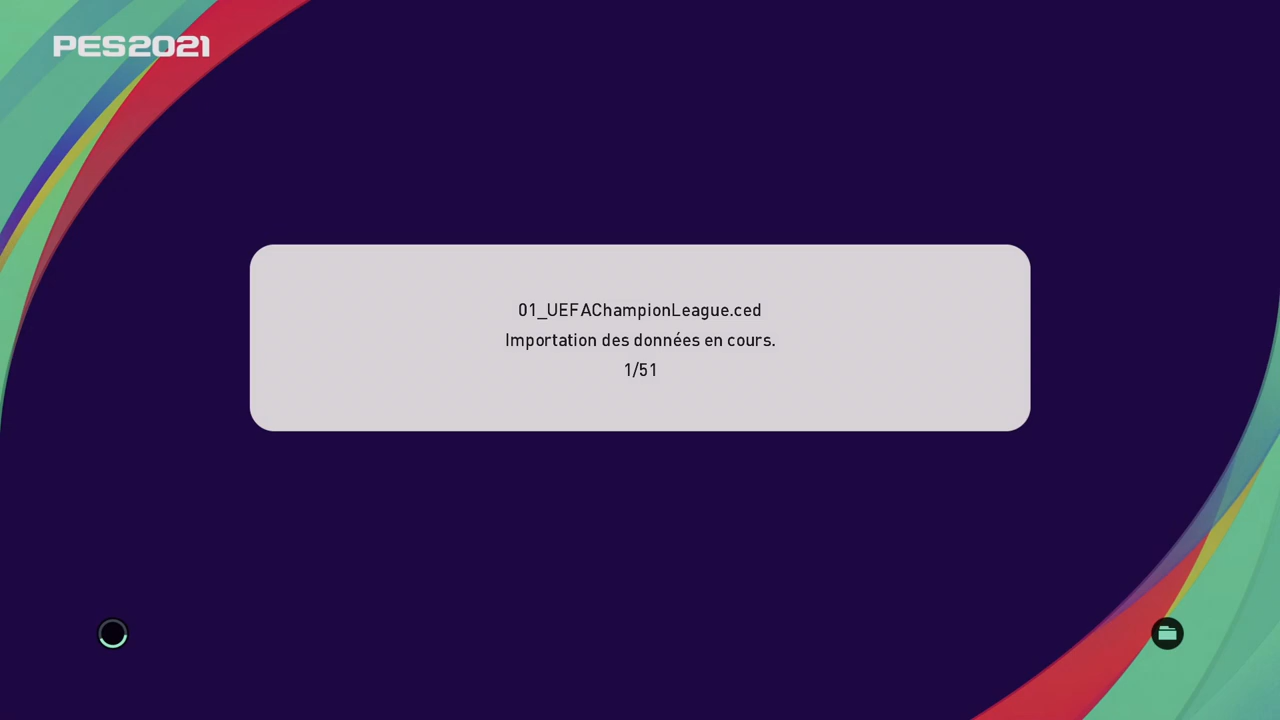 PES2021
01_UEFAChampionLeague.ced
Importation des données en cours.
1/51